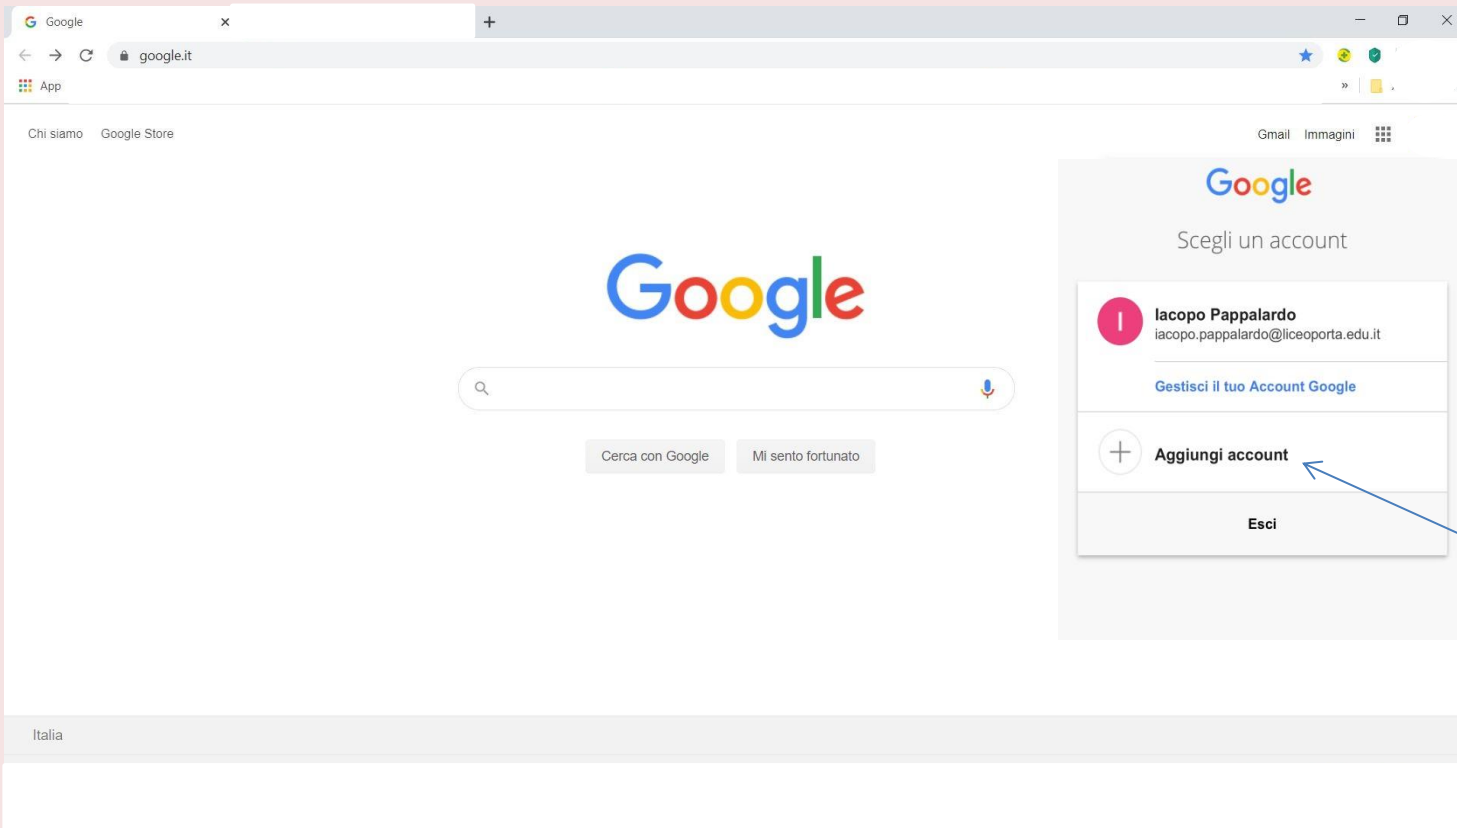 Google
google.it
App
»
Chi siamo Google Store
Gmail Immagini
Google
Scegli un account
Google
I
Iacopo Pappalardo
iacopo.pappalardo@liceoporta.edu.it
Gestisci il tuo Account Google
Cerca con Google Mi sento fortunato
Aggiungi account
Esci
Italia